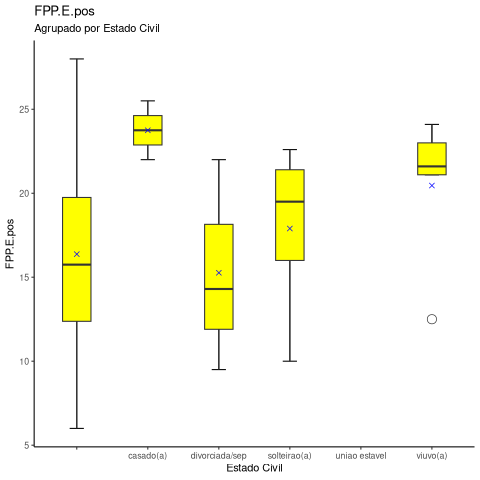 FPP.E.pos
Agrupado por Estado Civil
25
20
15
10
5
FPP.E.pos
casado(a)
divorciada/sep
solteirao(a)
uniao estavel
viuvo(a)
Estado Civil